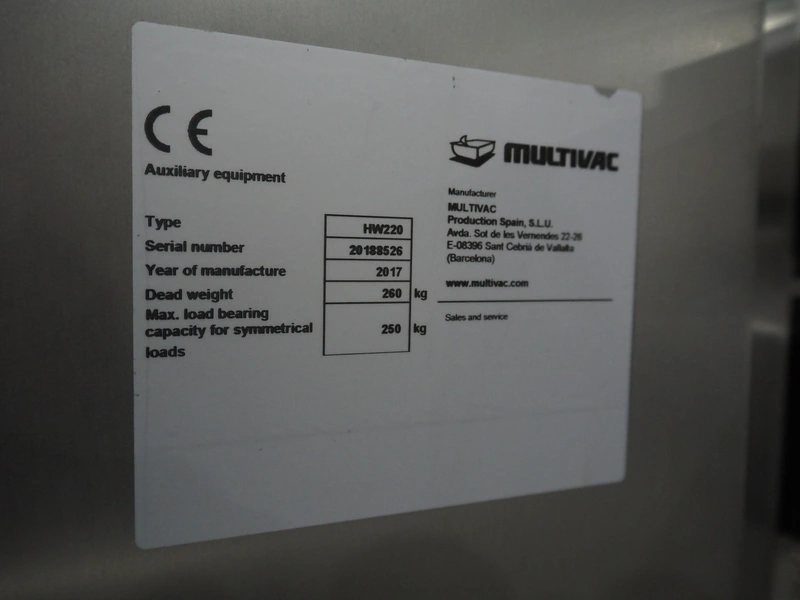 CE
Auxiliary equipment
Type HW220
Serial number 20188526
Year of manufacture 2017
Dead weight 260 kg
Max. load bearing
capacity for symmetrical 250 kg
loads
MULTIVAC
Manufacturer
MULTIVAC
Production Spain, S.L.U.
Avda. Sot de les Vernendes 22-26
E-08396 Sant Cebrià de Vallalta
(Barcelona)
www.multivac.com
Sales and service